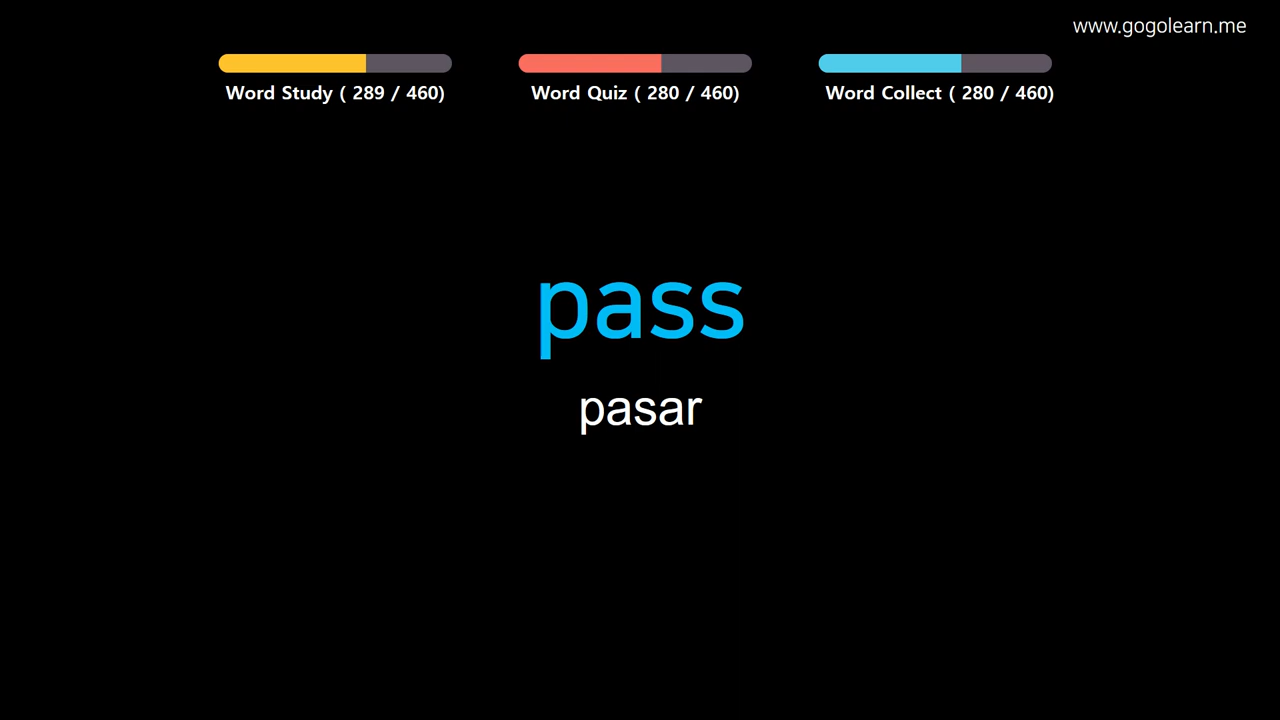 www.gogolearn.me
Word Study ( 289 / 460)
Word Quiz ( 280 / 460)
Word Collect ( 280 / 460)
pass
pasar